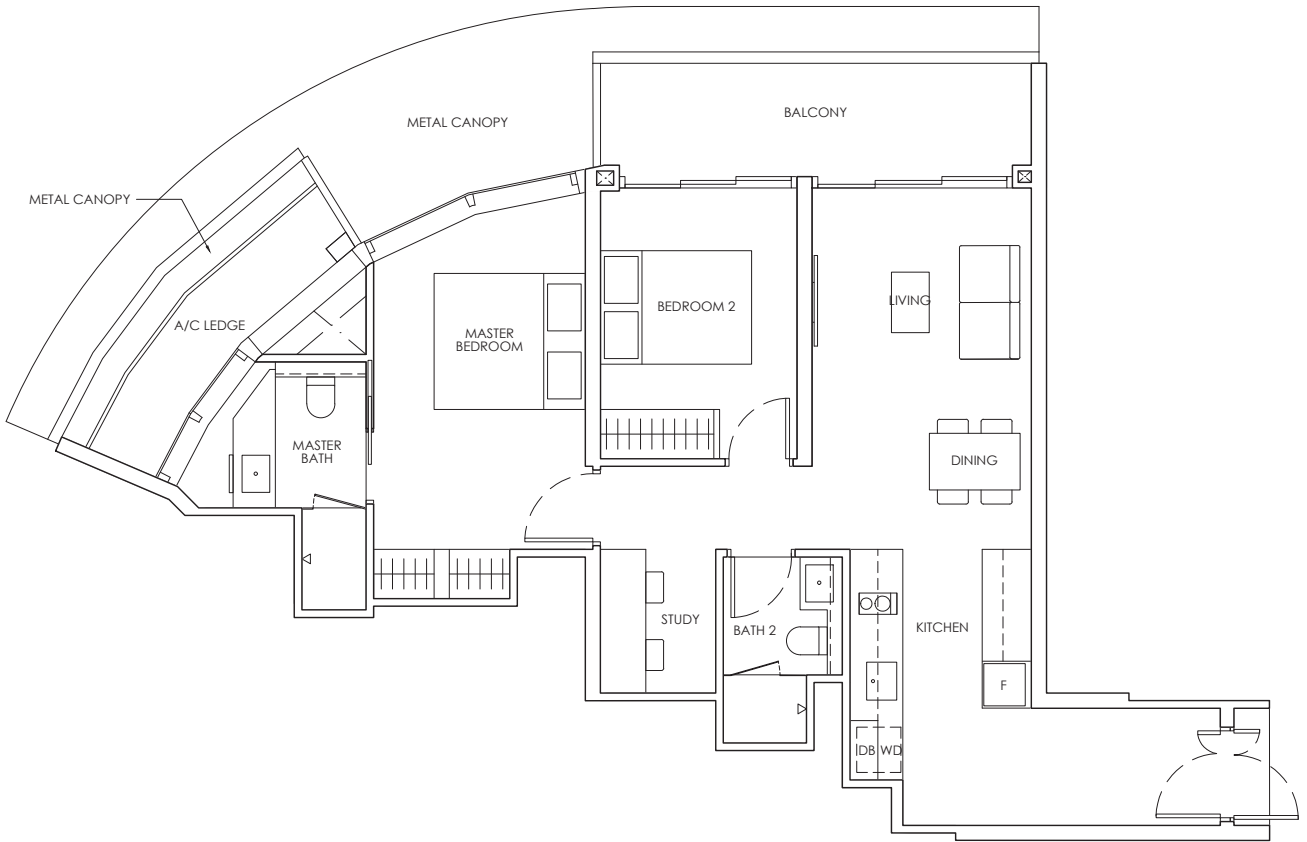 METAL CANOPY
BALCONY
METAL CANOPY
A/C LEDGE
MASTER
BEDROOM
BEDROOM 2
LIVING
MASTER
BATH
DINING
STUDY
BATH 2
KITCHEN
F
DB WD